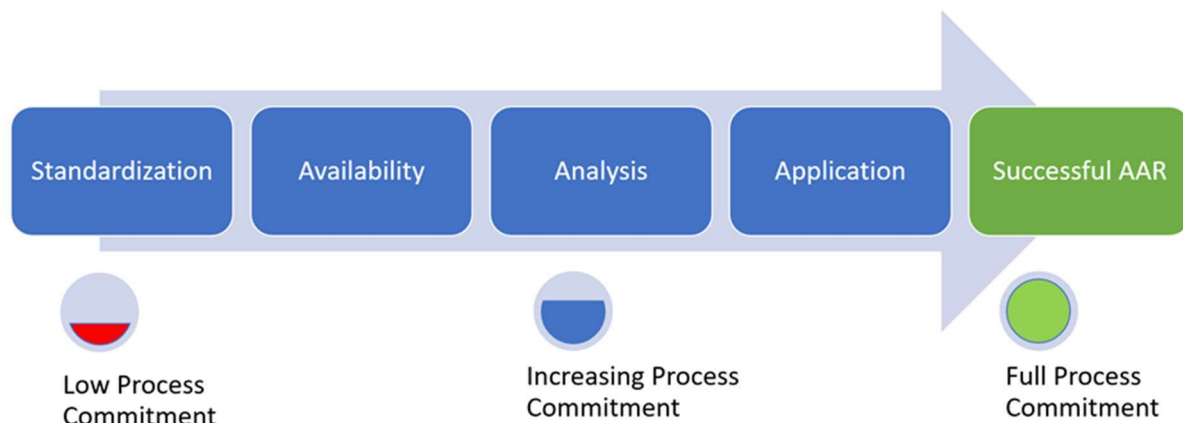 Standardization
Availability
Analysis
Application
Successful AAR
Low Process
Commitment
Increasing Process
Commitment
Full Process
Commitment